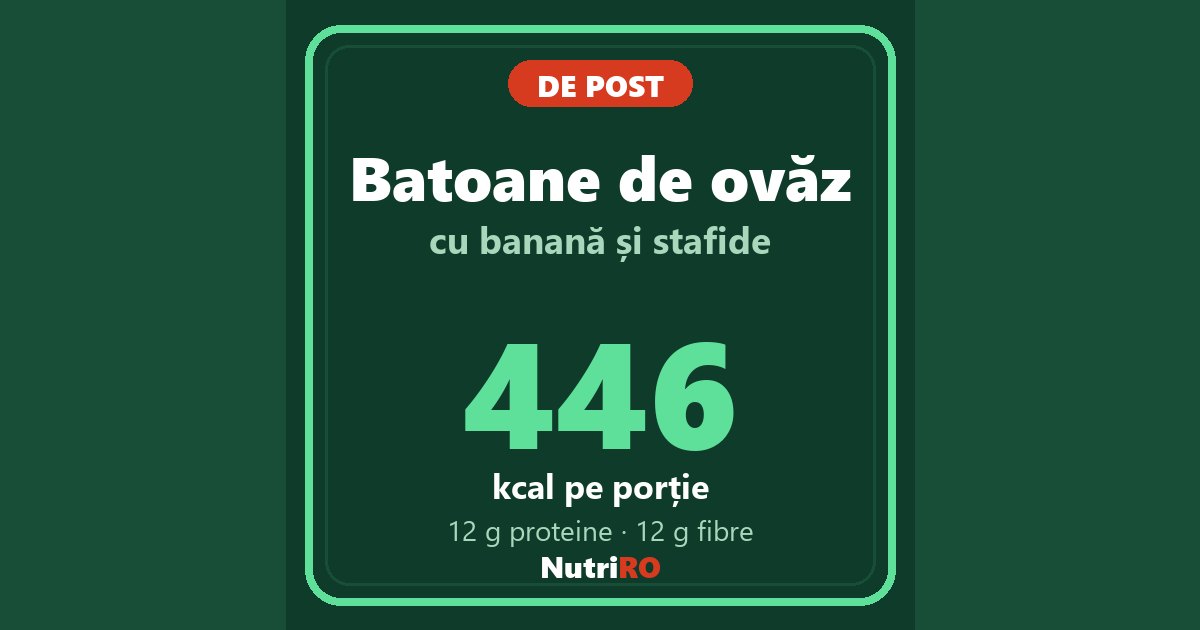 DE POST
Batoane de ovăz
cu banană și stafide
446
kcal pe porție
12 g proteine · 12 g fibre
NutriRO